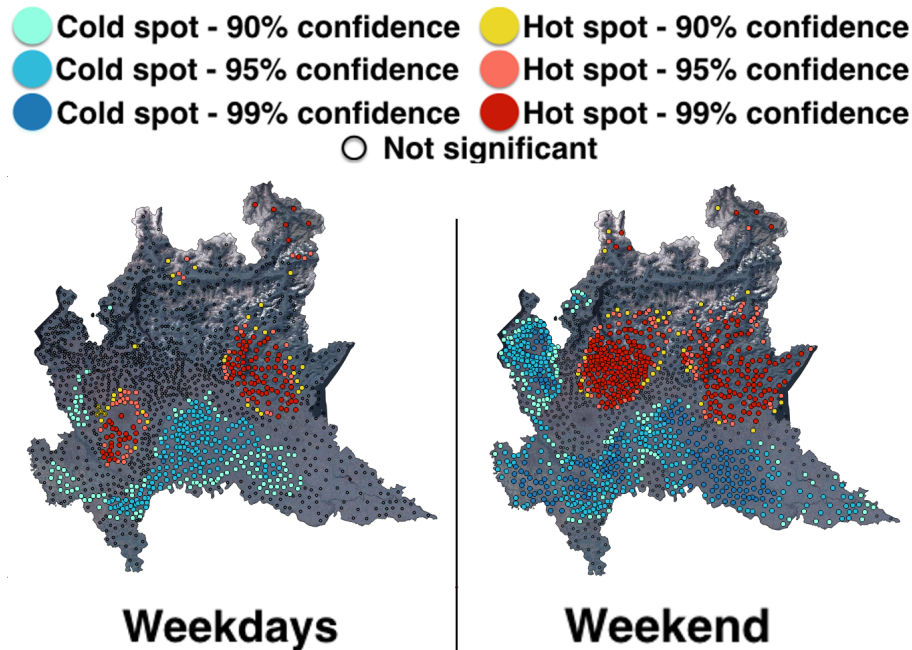 Cold spot - 90% confidence Hot spot - 90% confidence
Cold spot - 95% confidence Hot spot - 95% confidence
Cold spot - 99% confidence Hot spot - 99% confidence
Not significant
Weekdays Weekend